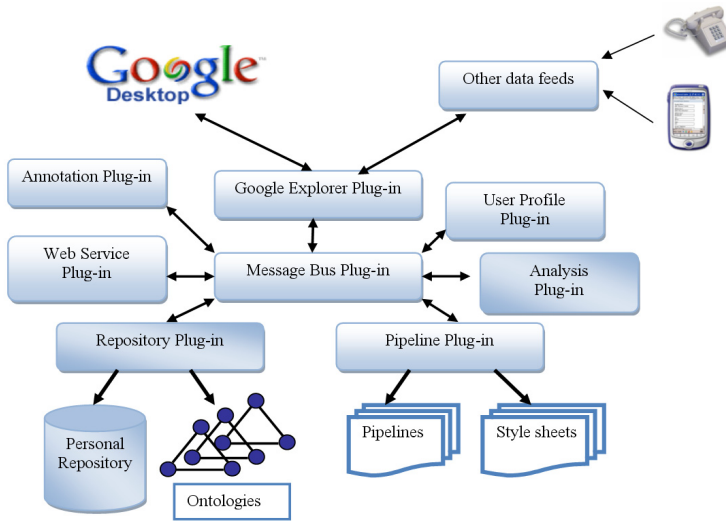 Google
Desktop
Other data feeds
Annotation Plug-in
Google Explorer Plug-in
User Profile
Plug-in
Web Service
Plug-in
Message Bus Plug-in
Analysis
Plug-in
Repository Plug-in
Pipeline Plug-in
Personal
Repository
Pipelines
Style sheets
Ontologies